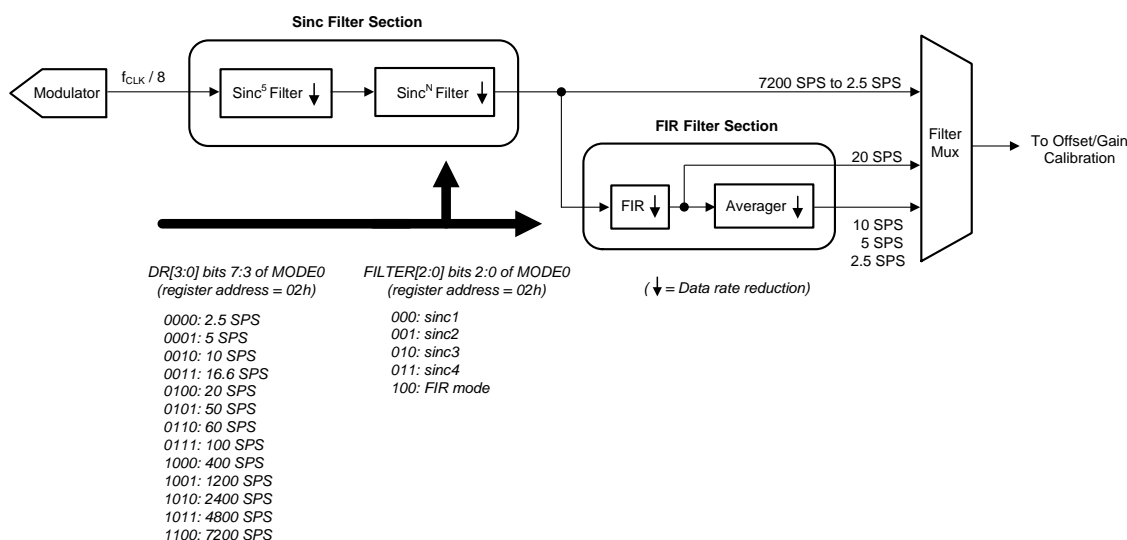 Sinc Filter Section
Modulator
fCLK / 8
Sinc5 Filter
SincN Filter
7200 SPS to 2.5 SPS
FIR Filter Section
FIR
Averager
20 SPS
10 SPS
5 SPS
2.5 SPS
Filter
Mux
To Offset/Gain
Calibration
DR[3:0] bits 7:3 of MODE0
(register address = 02h)
0000: 2.5 SPS
0001: 5 SPS
0010: 10 SPS
0011: 16.6 SPS
0100: 20 SPS
0101: 50 SPS
0110: 60 SPS
0111: 100 SPS
1000: 400 SPS
1001: 1200 SPS
1010: 2400 SPS
1011: 4800 SPS
1100: 7200 SPS
FILTER[2:0] bits 2:0 of MODE0
(register address = 02h)
000: sinc1
001: sinc2
010: sinc3
011: sinc4
100: FIR mode
(↓ = Data rate reduction)